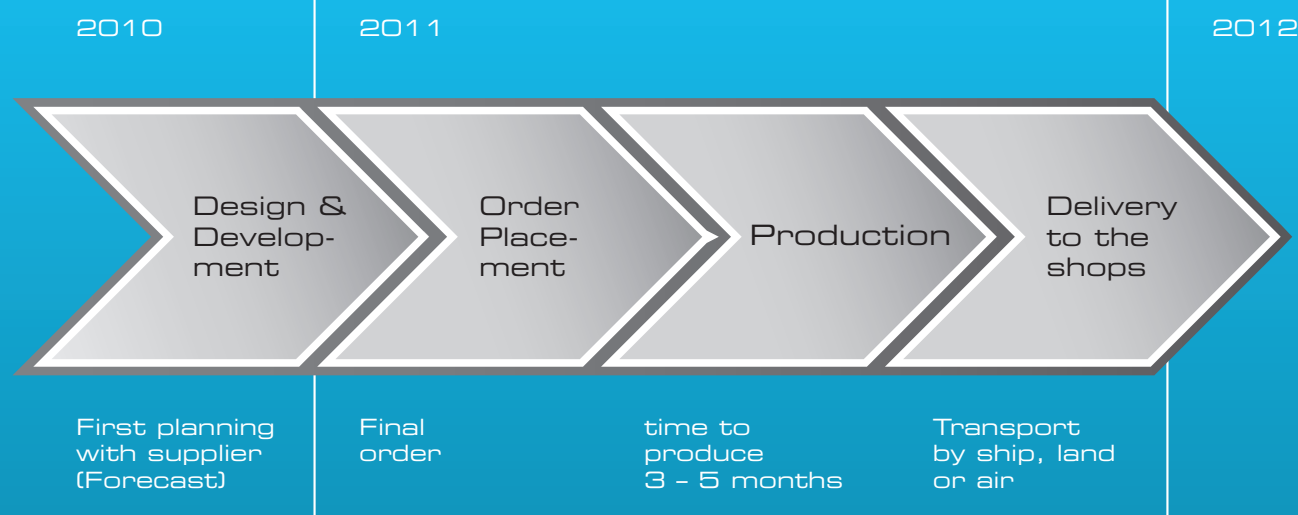 2010
2011
2012
Design &
Develop-
ment
Order
Place-
ment
Production
Delivery
to the
shops
First planning
with supplier
(Forecast)
Final
order
time to
produce
3 - 5 months
Transport
by ship, land
or air